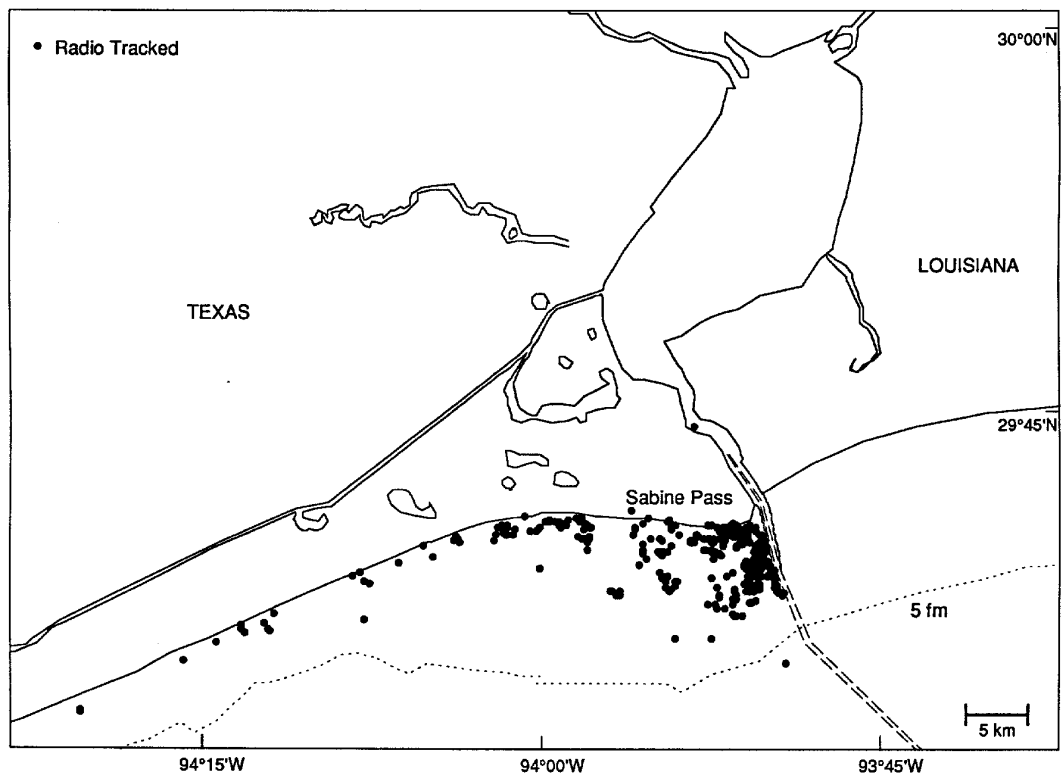 Radio Tracked
30°00'N
LOUISIANA
TEXAS
29°45'N
Sabine Pass
5 fm
5 km
94°15'W
94°00'W
93°45'W